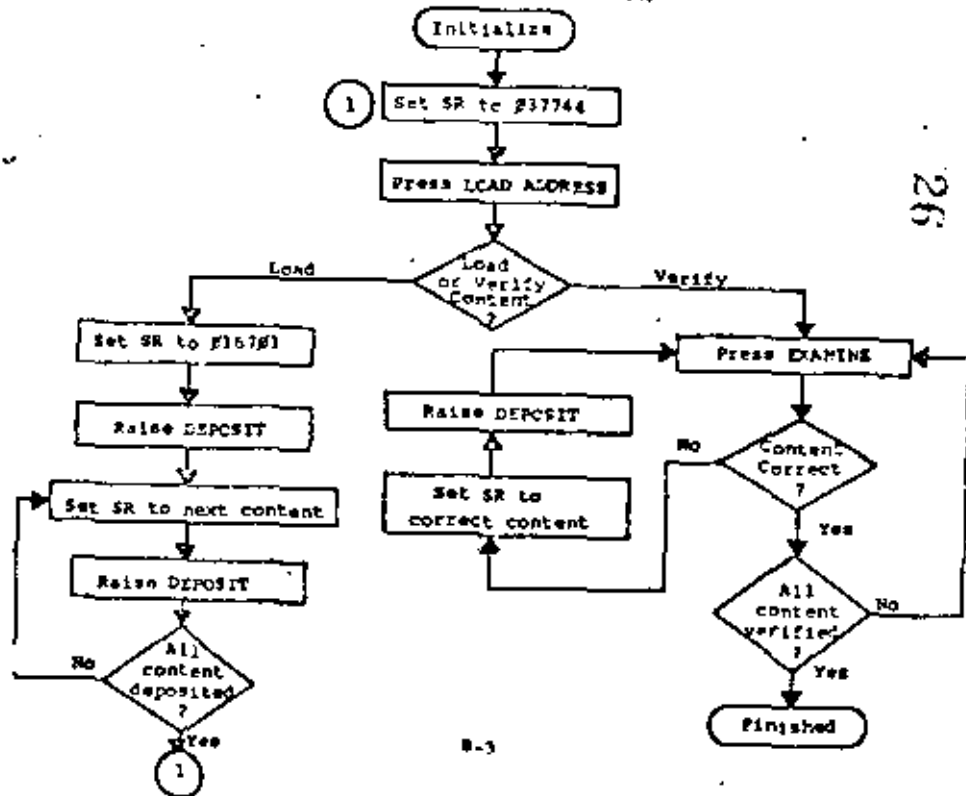 Initialize
1
Set SR to Ø37744
Press LOAD ADDRESS
26
Load
or Verify
Content
?
Load
Verify
Set SR to Ø167Ø1
Raise DEPOSIT
Set SR to next content
Raise DEPOSIT
All
content
deposited
?
No
Yes
1
Press EXAMINE
Raise DEPOSIT
Set SR to
correct content
Content
Correct
?
No
Yes
All
content
verified
?
No
Yes
Finished